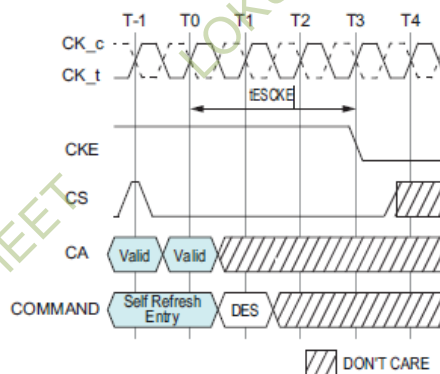 T-1 T0 T1 T2 T3 T4
CK_c
CK_t
tESCKE
CKE
CS
CA Valid Valid
COMMAND Self Refresh Entry DES
DON'T CARE